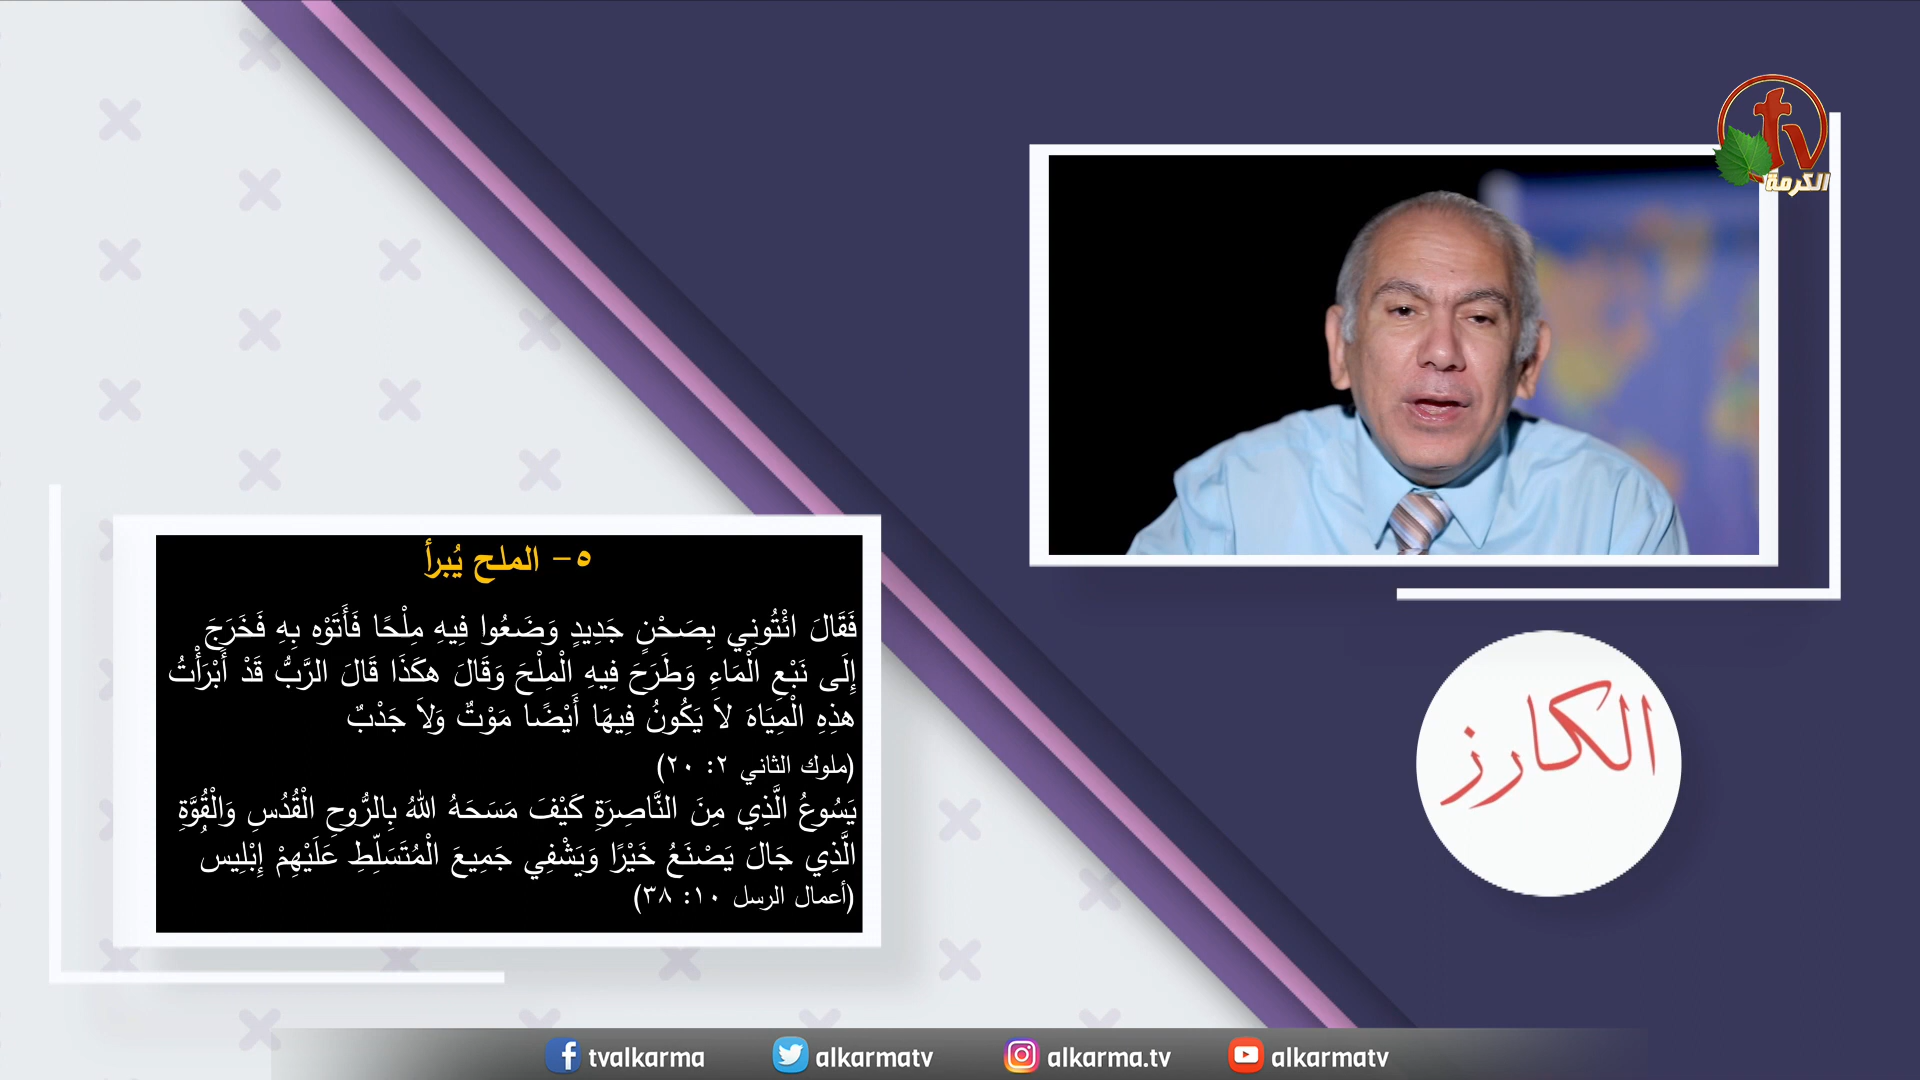 tv
الكرمة
٥- الملح يُبرأ
فَقَالَ ائْتُونِي بِصَحْنٍ جَدِيدٍ وَضَعُوا فِيهِ مِلْحًا فَأَتَوْه بِهِ فَخَرَجَ
إِلَى نَبْعِ الْمَاءِ وَطَرَحَ فِيهِ الْمِلْحَ وَقَالَ هكَذَا قَالَ الرَّبُّ قَدْ أَبْرَأْتُ
هذِهِ الْمِيَاهَ لاَ يَكُونُ فِيهَا أَيْضًا مَوْتٌ وَلاَ جَدْبٌ
(ملوك الثاني ٢: ٢٠)
يَسُوعُ الَّذِي مِنَ النَّاصِرَةِ كَيْفَ مَسَحَهُ اللهُ بِالرُّوحِ الْقُدُسِ وَالْقُوَّةِ
الَّذِي جَالَ يَصْنَعُ خَيْرًا وَيَشْفِي جَمِيعَ الْمُتَسَلِّطِ عَلَيْهِمْ إِبْلِيسُ
(أعمال الرسل ١٠: ٣٨)
الكارز
tvalkarma
alkarmatv
alkarma.tv
alkarmatv